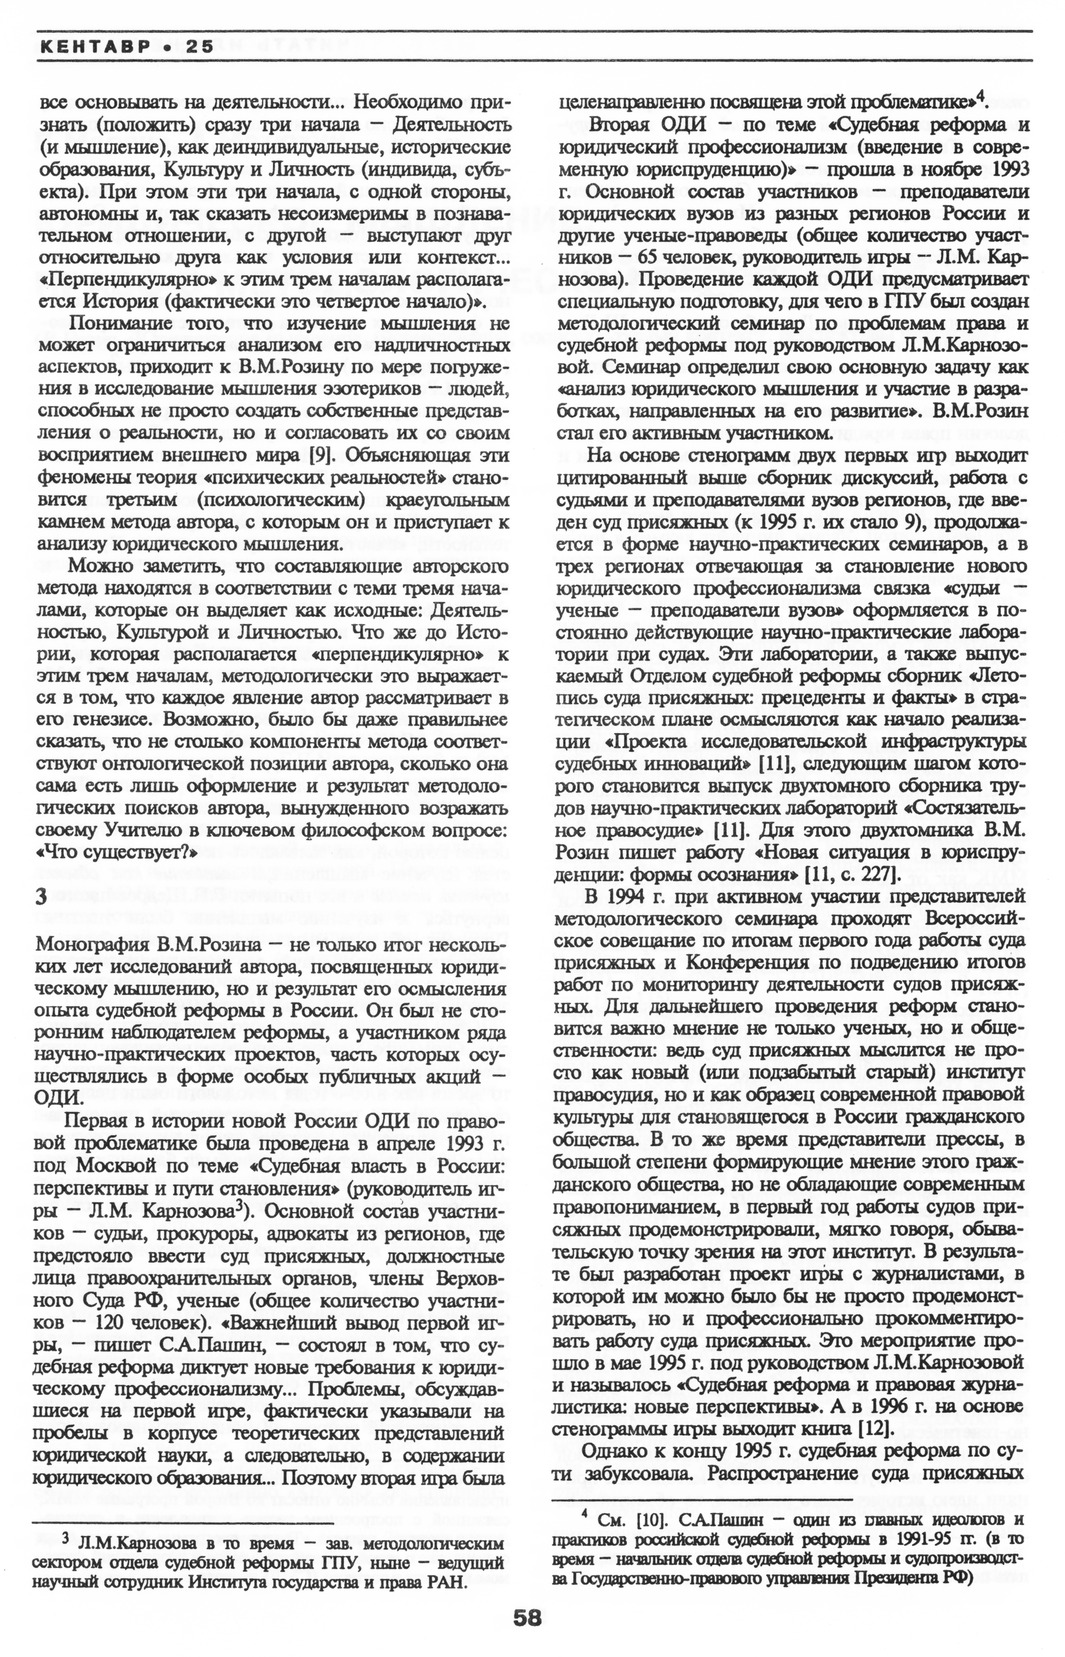 КЕНТАВР • 25
все основывать на деятельности... Необходимо при-
знать (положить) сразу три начала — Деятельность
(и мышление), как деиндивидуальные, исторические
образования, Культуру и Личность (индивида, субъ-
екта). При этом эти три начала, с одной стороны,
автономны и, так сказать несоизмеримы в познава-
тельном отношении, с другой — выступают друг
относительно друга как условия или контекст...
«Перпендикулярно» к этим трем началам располага-
ется История (фактически это четвертое начало)».
Понимание того, что изучение мышления не
может ограничиться анализом его надличностных
аспектов, приходит к В.М.Розину по мере погруже-
ния в исследование мышления эзотериков — людей,
способных не просто создать собственные представ-
ления о реальности, но и согласовать их со своим
восприятием внешнего мира [9]. Объясняющая эти
феномены теория «психических реальностей» стано-
вится третьим (психологическим) краеугольным
камнем метода автора, с которым он и приступает к
анализу юридического мышления.
Можно заметить, что составляющие авторского
метода находятся в соответствии с теми тремя нача-
лами, которые он выделяет как исходные: Деятель-
ностью, Культурой и Личностью. Что же до Исто-
рии, которая располагается «перпендикулярно» к
этим трем началам, методологически это выражает-
ся в том, что каждое явление автор рассматривает в
его генезисе. Возможно, было бы даже правильнее
сказать, что не столько компоненты метода соответ-
ствуют онтологической позиции автора, сколько она
сама есть лишь оформление и результат методоло-
гических поисков автора, вынужденного возражать
своему Учителю в ключевом философском вопросе:
«Что существует?»
3
Монография В.М.Розина — не только итог несколь-
ких лет исследований автора, посвященных юриди-
ческому мышлению, но и результат его осмысления
опыта судебной реформы в России. Он был не сто-
ронним наблюдателем реформы, а участником ряда
научно-практических проектов, часть которых осу-
ществлялись в форме особых публичных акций —
ОДИ.
Первая в истории новой России ОДИ по право-
вой проблематике была проведена в апреле 1993 г.
под Москвой по теме «Судебная власть в России:
перспективы и пути становления» (руководитель иг-
ры — Л.М. Карнозова³). Основной состав участни-
ков — судьи, прокуроры, адвокаты из регионов, где
предстояло ввести суд присяжных, должностные
лица правоохранительных органов, члены Верхов-
ного Суда РФ, ученые (общее количество участни-
ков — 120 человек). «Важнейший вывод первой иг-
ры, — пишет С.А.Пашин, — состоял в том, что су-
дебная реформа диктует новые требования к юриди-
ческому профессионализму... Проблемы, обсуждав-
шиеся на первой игре, фактически указывали на
пробелы в корпусе теоретических представлений
юридической науки, а следовательно, в содержании
юридического образования... Поэтому вторая игра была
³ Л.М.Карнозова в то время — зав. методологическим
сектором отдела судебной реформы ГПУ, ныне — ведущий
научный сотрудник Института государства и права РАН.
целенаправленно посвящена этой проблематике»⁴.
Вторая ОДИ — по теме «Судебная реформа и
юридический профессионализм (введение в совре-
менную юриспруденцию)» — прошла в ноябре 1993
г. Основной состав участников — преподаватели
юридических вузов из разных регионов России и
другие ученые-правоведы (общее количество участ-
ников — 65 человек, руководитель игры — Л.М. Кар-
нозова). Проведение каждой ОДИ предусматривает
специальную подготовку, для чего в ГПУ был создан
методологический семинар по проблемам права и
судебной реформы под руководством Л.М.Карнозо-
вой. Семинар определил свою основную задачу как
«анализ юридического мышления и участие в разра-
ботках, направленных на его развитие». В.М.Розин
стал его активным участником.
На основе стенограмм двух первых игр выходит
цитированный выше сборник дискуссий, работа с
судьями и преподавателями вузов регионов, где вве-
ден суд присяжных (к 1995 г. их стало 9), продолжа-
ется в форме научно-практических семинаров, а в
трех регионах отвечающая за становление нового
юридического профессионализма связка «судьи —
ученые — преподаватели вузов» оформляется в по-
стоянно действующие научно-практические лабора-
тории при судах. Эти лаборатории, а также выпус-
каемый Отделом судебной реформы сборник «Лето-
пись суда присяжных: прецеденты и факты» в стра-
тегическом плане осмысляются как начало реализа-
ции «Проекта исследовательской инфраструктуры
судебных инноваций» [11], следующим шагом кото-
рого становится выпуск двухтомного сборника тру-
дов научно-практических лабораторий «Состязатель-
ное правосудие» [11]. Для этого двухтомника В.М.
Розин пишет работу «Новая ситуация в юриспру-
денции: формы осознания» [11, с. 227].
В 1994 г. при активном участии представителей
методологического семинара проходят Всероссий-
ское совещание по итогам первого года работы суда
присяжных и Конференция по подведению итогов
работ по мониторингу деятельности судов присяж-
ных. Для дальнейшего проведения реформ стано-
вится важно мнение не только ученых, но и обще-
ственности: ведь суд присяжных мыслится не про-
сто как новый (или подзабытый старый) институт
правосудия, но и как образец современной правовой
культуры для становящегося в России гражданского
общества. В то же время представители прессы, в
большой степени формирующие мнение этого граж-
данского общества, но не обладающие современным
правопониманием, в первый год работы судов при-
сяжных продемонстрировали, мягко говоря, обыва-
тельскую точку зрения на этот институт. В результа-
те был разработан проект игры с журналистами, в
которой им можно было бы не просто продемонст-
рировать, но и профессионально прокомментиро-
вать работу суда присяжных. Это мероприятие про-
шло в мае 1995 г. под руководством Л.М.Карнозовой
и называлось «Судебная реформа и правовая журна-
листика: новые перспективы». А в 1996 г. на основе
стенограммы игры выходит книга [12].
Однако к концу 1995 г. судебная реформа по су-
ти забуксовала. Распространение суда присяжных
⁴ См. [10]. С.А.Пашин — один из главных идеологов и
практиков российской судебной реформы в 1991-95 гг. (в то
время — начальник отдела судебной реформы и судопроизводст-
ва Государственно-правового управления Президента РФ)
58